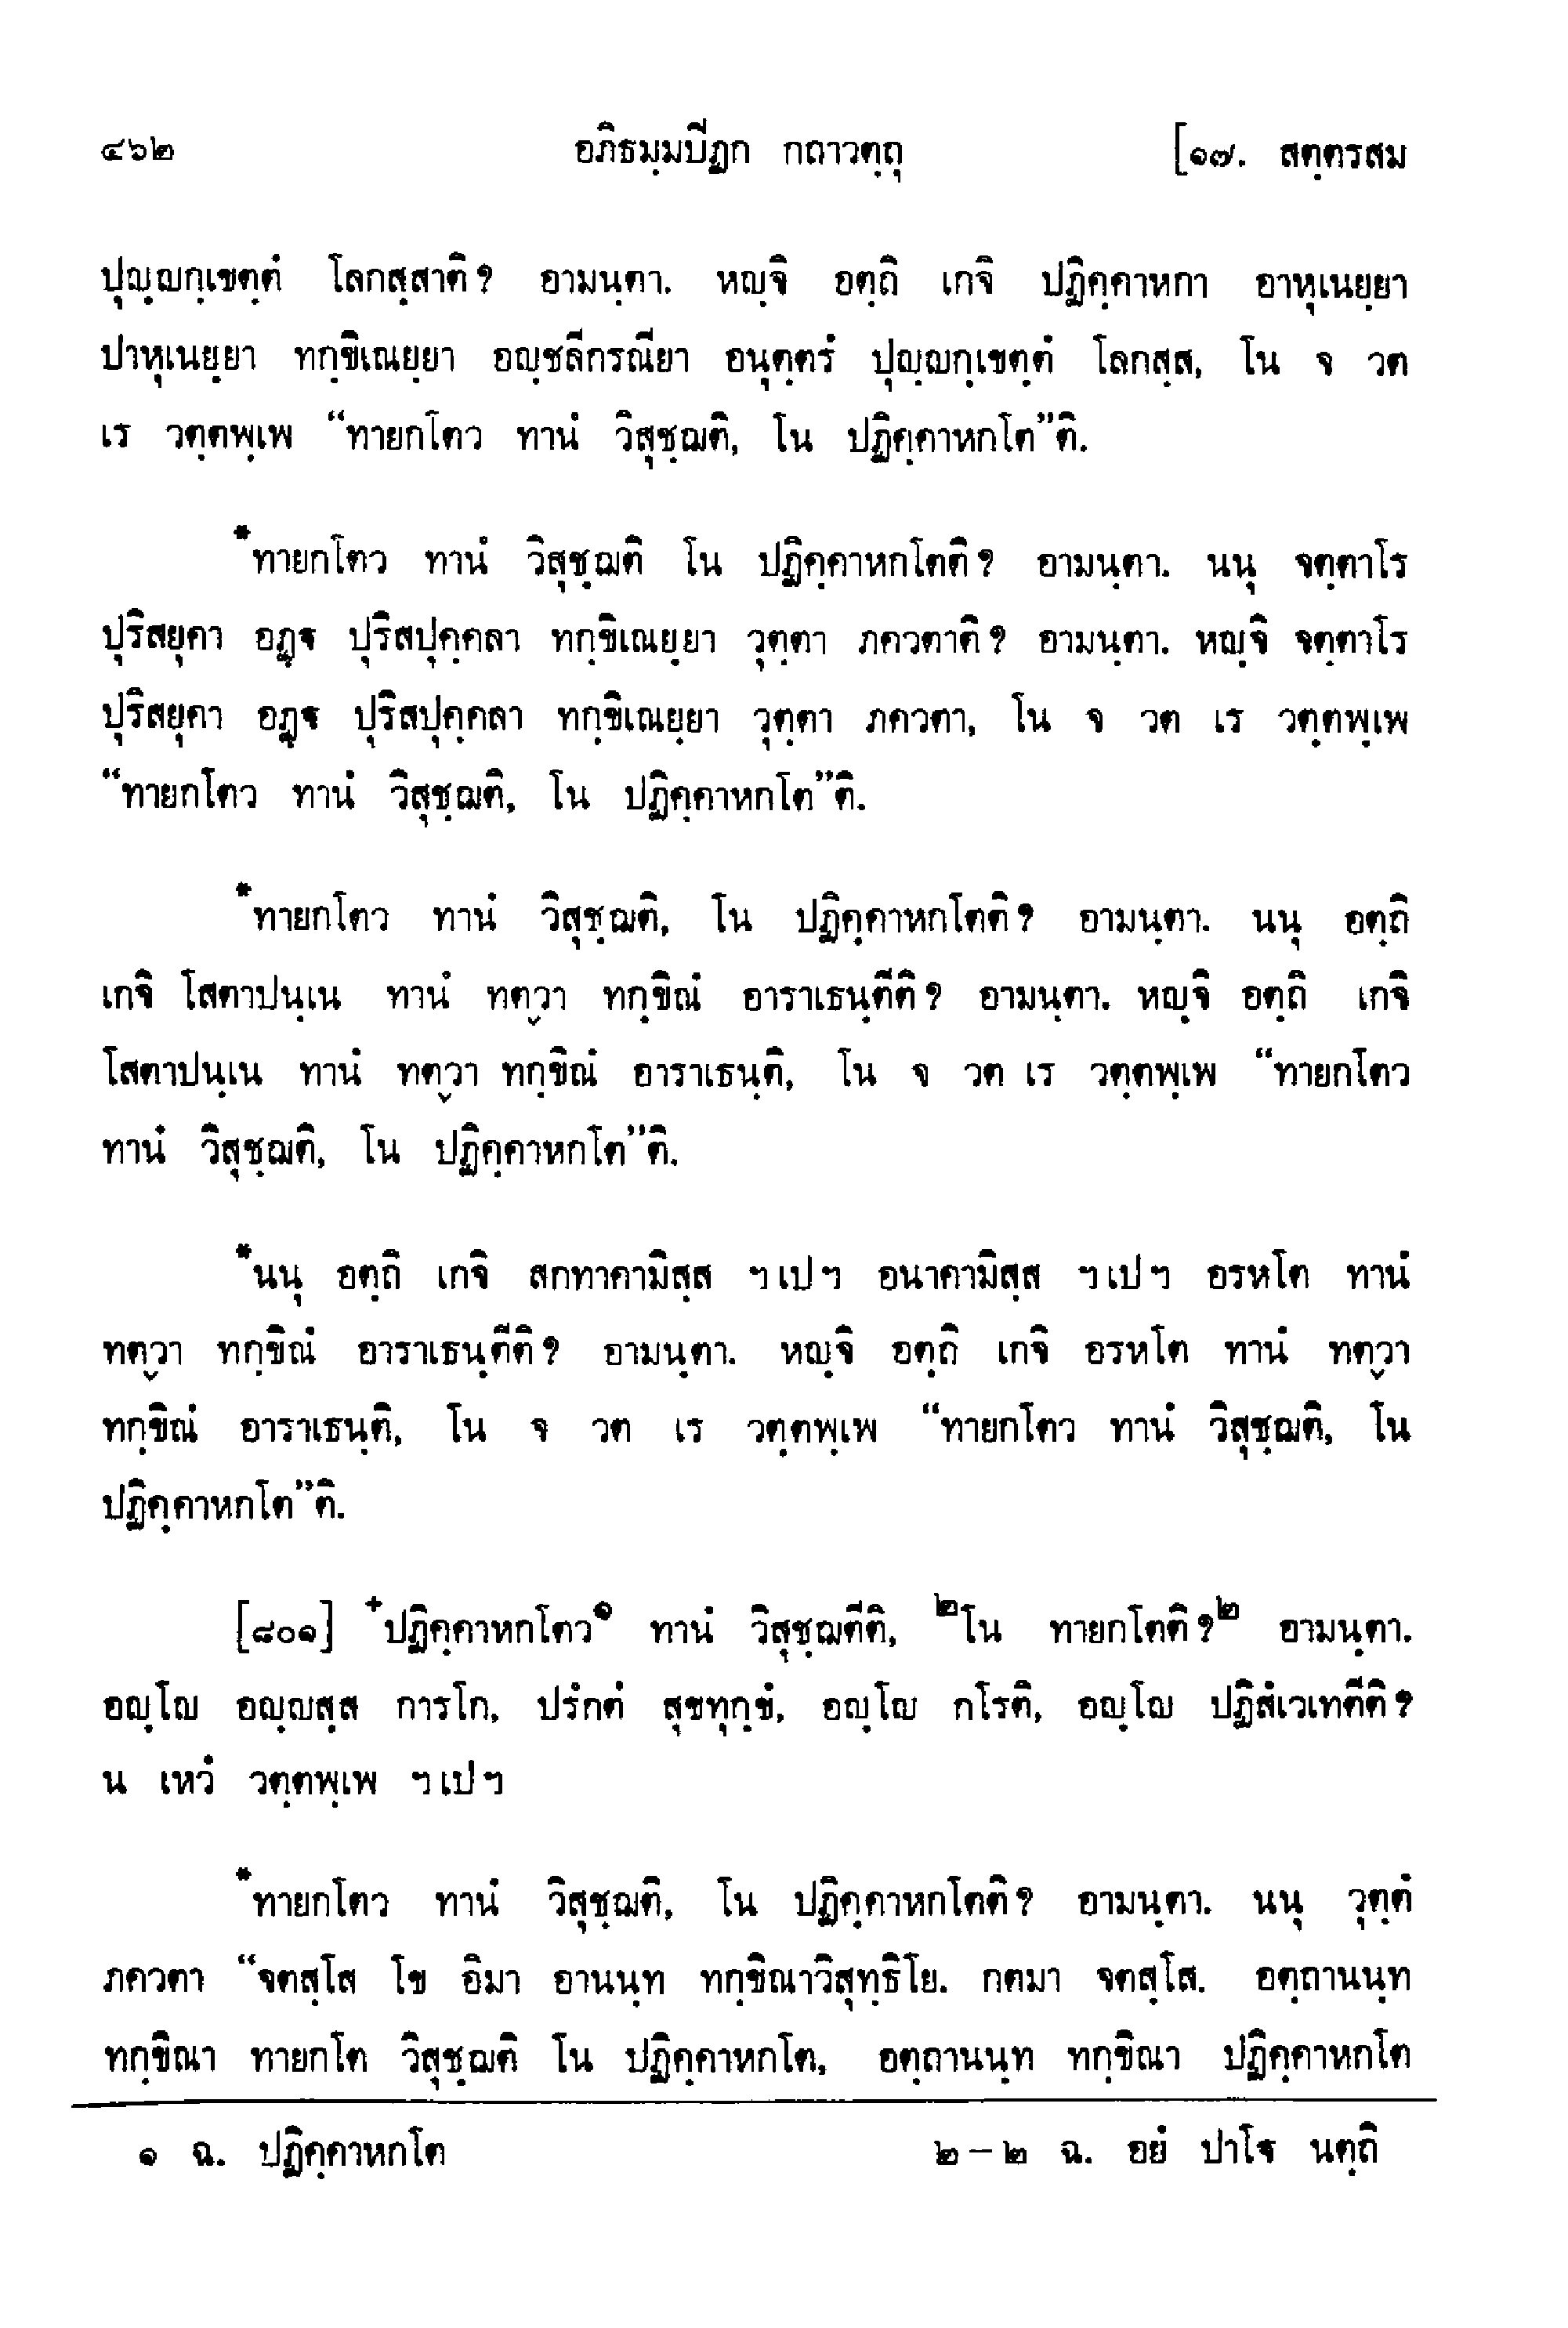 ๔๖๒ อภิธมฺมปีฏก กถาวตฺถุ [๑๗. สตฺตรสม
ปุญฺญกฺเขตฺตํ โลกสฺสาติ? อามนฺตา. หญฺจิ อตฺถิ เกจิ ปฏิคฺคาหกา อาหุเนยฺยา
ปาหุเนยฺยา ทกฺขิเณยฺยา อญฺชลีกรณียา อนุตฺตรํ ปุญฺญกฺเขตฺตํ โลกสฺส, โน จ วต
เร วตฺตพฺเพ “ทายกโตว ทานํ วิสุชฺฌติ, โน ปฏิคฺคาหกโต”ติ.
*ทายกโตว ทานํ วิสุชฺฌติ โน ปฏิคฺคาหกโตติ? อามนฺตา. นนุ จตฺตาโร
ปุริสยุคา อฏฺฐ ปุริสปุคฺคลา ทกฺขิเณยฺยา วุตฺตา ภควตาติ? อามนฺตา. หญฺจิ จตฺตาโร
ปุริสยุคา อฏฺฐ ปุริสปุคฺคลา ทกฺขิเณยฺยา วุตฺตา ภควตา, โน จ วต เร วตฺตพฺเพ
“ทายกโตว ทานํ วิสุชฺฌติ, โน ปฏิคฺคาหกโต”ติ.
*ทายกโตว ทานํ วิสุชฺฌติ, โน ปฏิคฺคาหกโตติ? อามนฺตา. นนุ อตฺถิ
เกจิ โสตาปนฺเน ทานํ ทตฺวา ทกฺขิณํ อาราเธนฺตีติ? อามนฺตา. หญฺจิ อตฺถิ เกจิ
โสตาปนฺเน ทานํ ทตฺวา ทกฺขิณํ อาราเธนฺติ, โน จ วต เร วตฺตพฺเพ “ทายกโตว
ทานํ วิสุชฺฌติ, โน ปฏิคฺคาหกโต”ติ.
*นนุ อตฺถิ เกจิ สกทาคามิสฺส ฯเปฯ อนาคามิสฺส ฯเปฯ อรหโต ทานํ
ทตฺวา ทกฺขิณํ อาราเธนฺตีติ? อามนฺตา. หญฺจิ อตฺถิ เกจิ อรหโต ทานํ ทตฺวา
ทกฺขิณํ อาราเธนฺติ, โน จ วต เร วตฺตพฺเพ “ทายกโตว ทานํ วิสุชฺฌติ, โน
ปฏิคฺคาหกโต”ติ.
[๘๐๑] +ปฏิคฺคาหกโตว๑ ทานํ วิสุชฺฌตีติ, ๒โน ทายกโตติ?๒ อามนฺตา.
อญฺโญ อญฺญสฺส การโก, ปรํกตํ สุขทุกฺขํ, อญฺโญ กโรติ, อญฺโญ ปฏิสํเวเทตีติ?
น เหวํ วตฺตพฺเพ ฯเปฯ
*ทายกโตว ทานํ วิสุชฺฌติ, โน ปฏิคฺคาหกโตติ? อามนฺตา. นนุ วุตฺตํ
ภควตา “จตสฺโส โข อิมา อานนฺท ทกฺขิณาวิสุทฺธิโย. กตมา จตสฺโส. อตฺถานนฺท
ทกฺขิณา ทายกโต วิสุชฺฌติ โน ปฏิคฺคาหกโต, อตฺถานนฺท ทกฺขิณา ปฏิคฺคาหกโต
๑ ฉ. ปฏิคฺคาหกโต ๒-๒ ฉ. อยํ ปาโฐ นตฺถิ